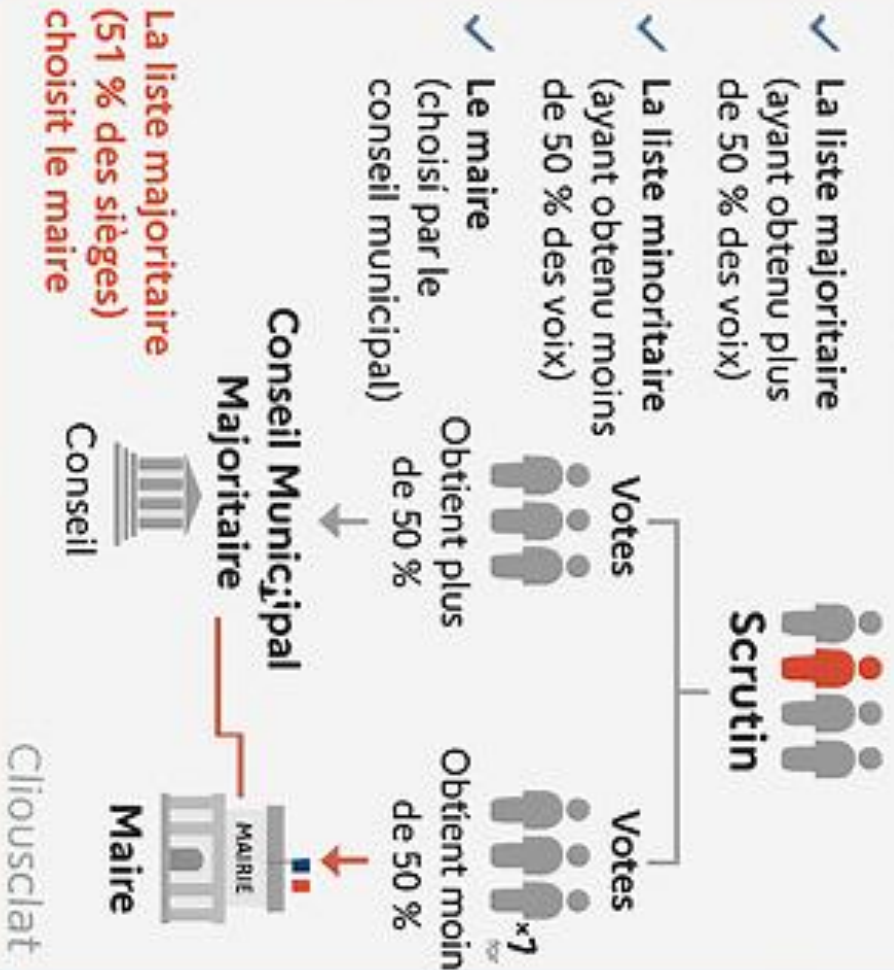 La liste majoritaire
(ayant obtenu plus
de 50 % des voix)
La liste minoritaire
(ayant obtenu moins
de 50 % des voix)
Le maire
(choisi par le
conseil municipal)
La liste majoritaire
(51 % des sièges)
choisit le maire
Scrutin
Votes
Obtient plus
de 50 %
Conseil Municipal
Majoritaire
Conseil
Votes
×7
Obtient moin
de 50 %
MAIRIE
Maire
Cliousclat